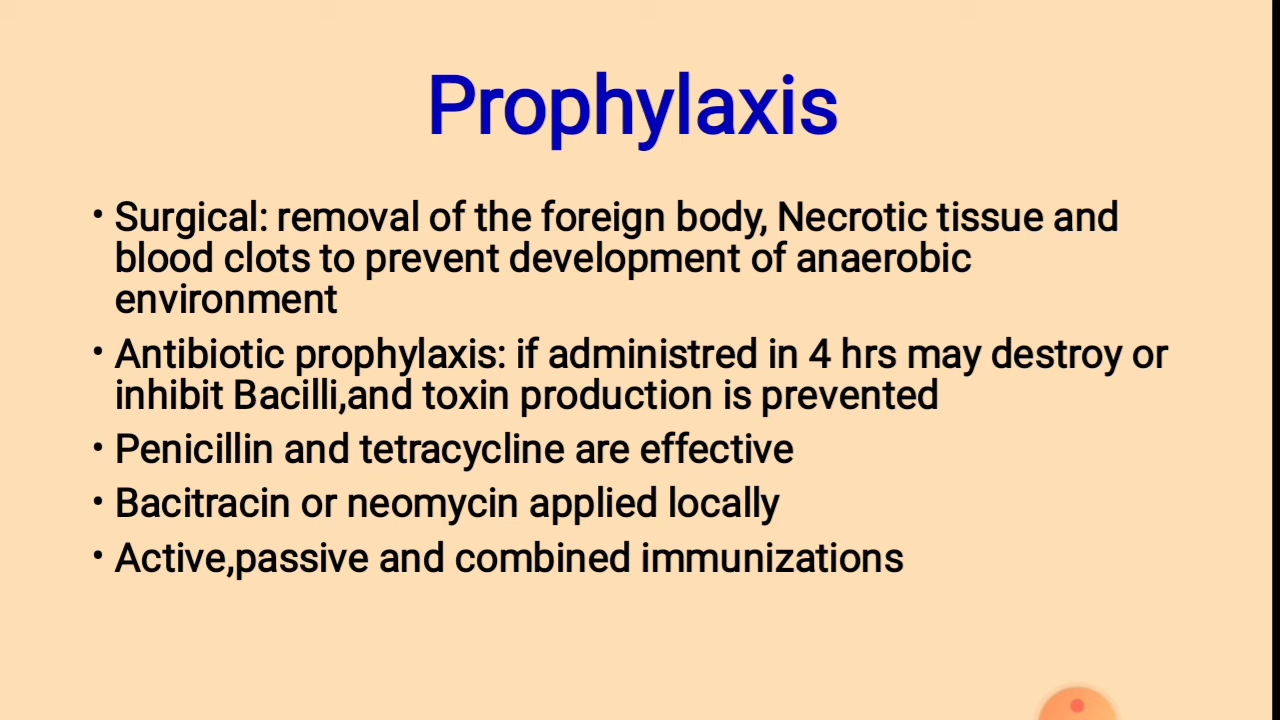 Prophylaxis
• Surgical: removal of the foreign body, Necrotic tissue and
blood clots to prevent development of anaerobic
environment
• Antibiotic prophylaxis: if administred in 4 hrs may destroy or
inhibit Bacilli,and toxin production is prevented
• Penicillin and tetracycline are effective
• Bacitracin or neomycin applied locally
• Active,passive and combined immunizations